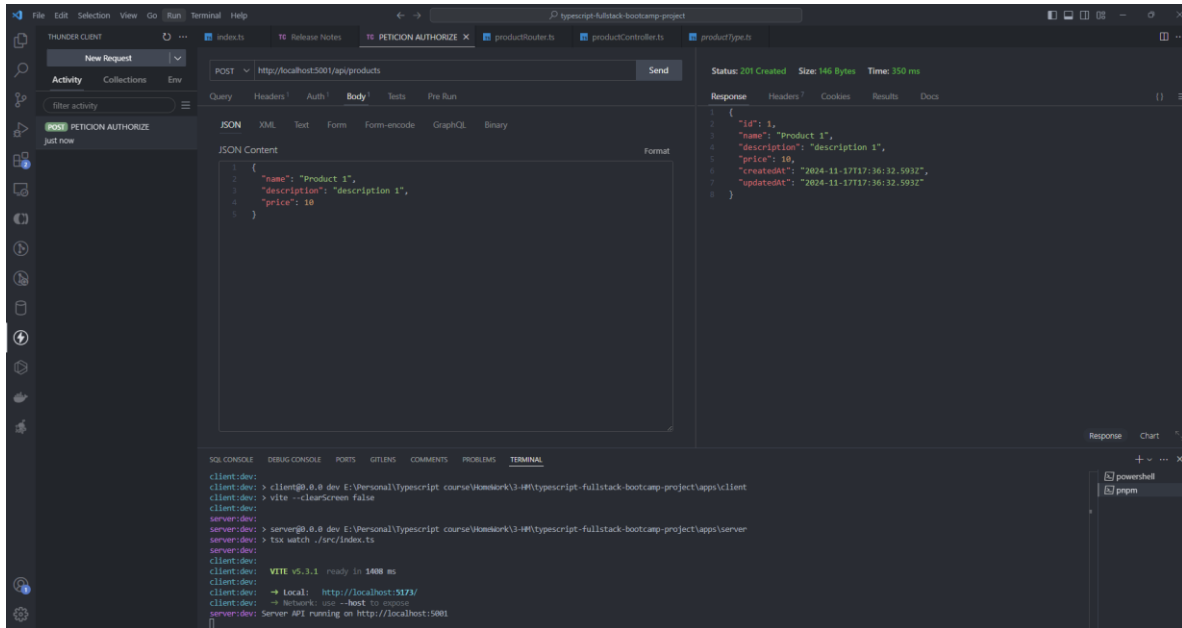 File Edit Selection View Go Run Terminal Help
typescript-fullstack-bootcamp-project
THUNDER CLIENT
New Request
Activity Collections Env
filter activity
POST PETICION AUTHORIZE
just now
index.ts
TC Release Notes
TC PETICION AUTHORIZE
productRouter.ts
productController.ts
productType.ts
POST http://localhost:5001/api/products Send
Query Headers 1 Auth 1 Body 1 Tests Pre Run
JSON XML Text Form Form-encode GraphQL Binary
JSON Content Format
1 {
2 "name": "Product 1",
3 "description": "description 1",
4 "price": 10
5 }
Status: 201 Created Size: 146 Bytes Time: 350 ms
Response Headers 7 Cookies Results Docs
{}
1 {
2 "id": 1,
3 "name": "Product 1",
4 "description": "description 1",
5 "price": 10,
6 "createdAt": "2024-11-17T17:36:32.593Z",
7 "updatedAt": "2024-11-17T17:36:32.593Z"
8 }
Response Chart
SQL CONSOLE DEBUG CONSOLE PORTS GITLENS COMMENTS PROBLEMS TERMINAL
client:dev:
client:dev: > client@0.0.0 dev E:\Personal\Typescript course\HomeWork\3-HM\typescript-fullstack-bootcamp-project\apps\client
client:dev: > vite --clearScreen false
client:dev:
server:dev:
server:dev: > server@0.0.0 dev E:\Personal\Typescript course\HomeWork\3-HM\typescript-fullstack-bootcamp-project\apps\server
server:dev: > tsx watch ./src/index.ts
server:dev:
client:dev:
client:dev: VITE v5.3.1 ready in 1408 ms
client:dev:
client:dev: → Local: http://localhost:5173/
client:dev: → Network: use --host to expose
server:dev: Server API running on http://localhost:5001
powershell
pnpm